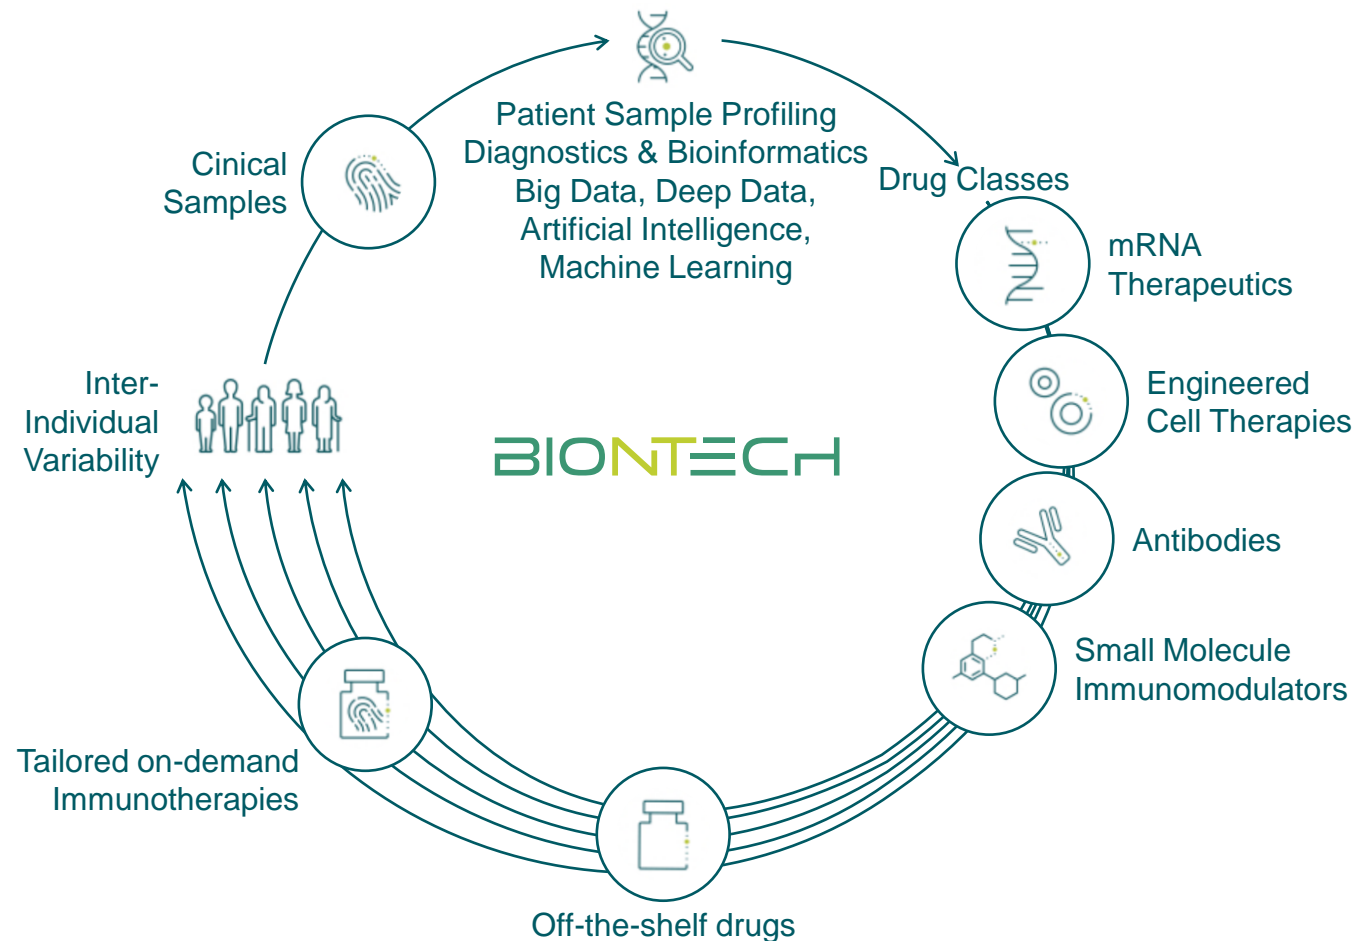 Patient Sample Profiling
Diagnostics & Bioinformatics
Big Data, Deep Data,
Artificial Intelligence,
Machine Learning
Cinical
Samples
Drug Classes
mRNA
Therapeutics
Engineered
Cell Therapies
Antibodies
Small Molecule
Immunomodulators
Inter-
Individual
Variability
BIONTECH
Tailored on-demand
Immunotherapies
Off-the-shelf drugs